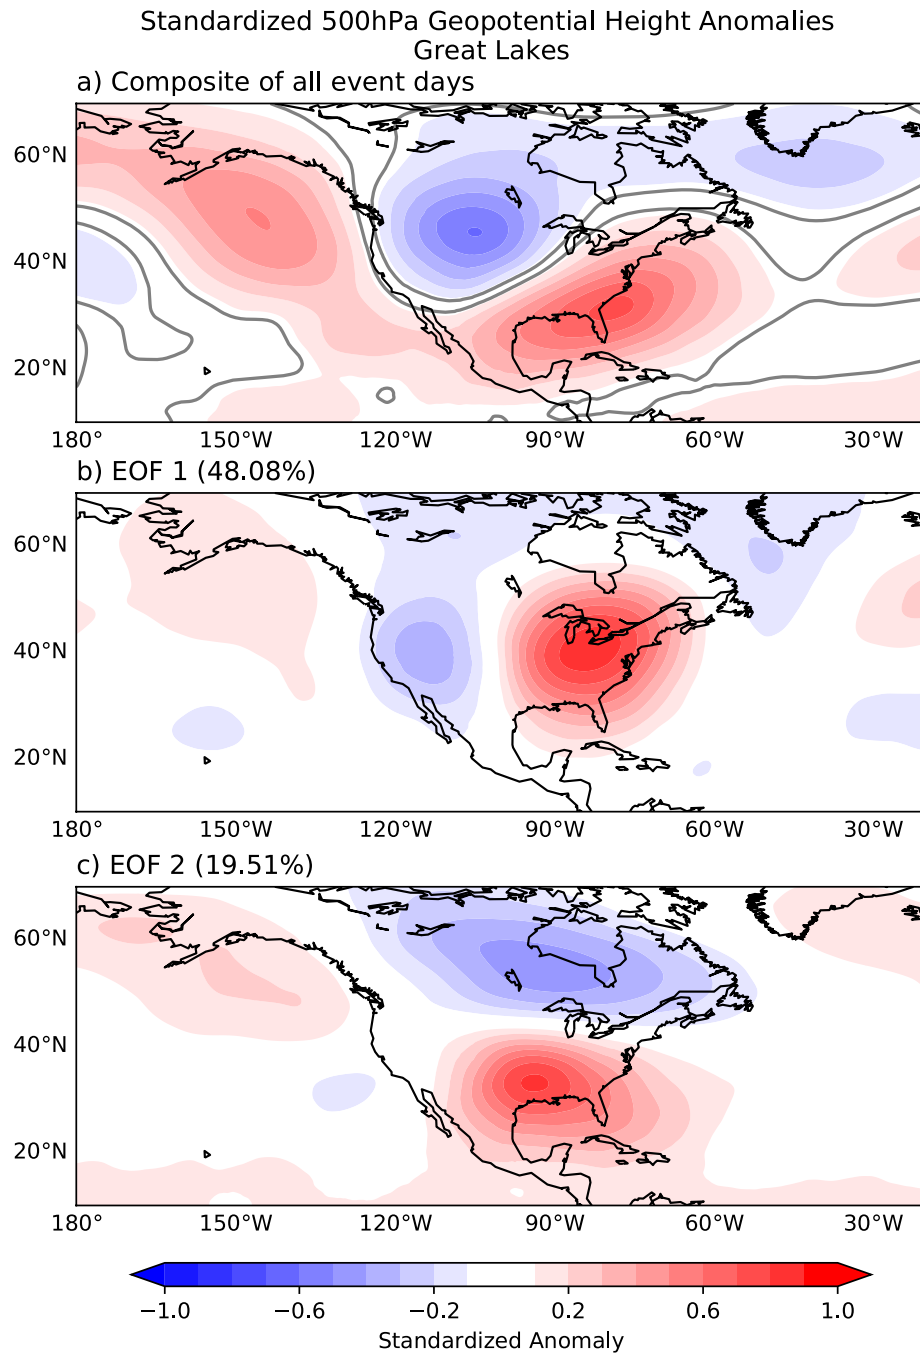 Standardized 500hPa Geopotential Height Anomalies
Great Lakes
a) Composite of all event days
60°N
40°N
20°N
180° 150°W 120°W 90°W 60°W 30°W
b) EOF 1 (48.08%)
60°N
40°N
20°N
180° 150°W 120°W 90°W 60°W 30°W
c) EOF 2 (19.51%)
60°N
40°N
20°N
180° 150°W 120°W 90°W 60°W 30°W
−1.0 −0.6 −0.2 0.2 0.6 1.0
Standardized Anomaly